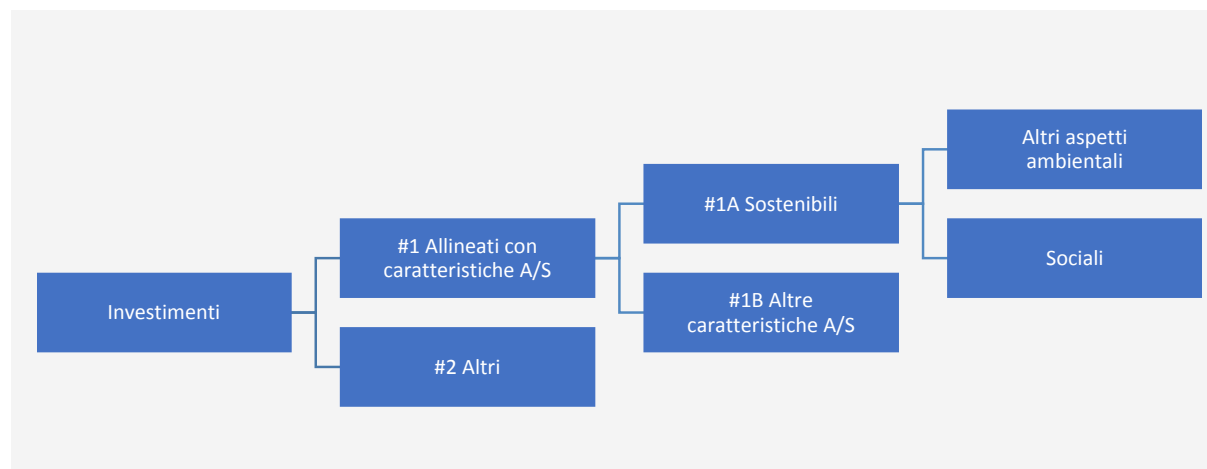 Investimenti
#1 Allineati con
caratteristiche A/S
#2 Altri
#1A Sostenibili
#1B Altre
caratteristiche A/S
Altri aspetti
ambientali
Sociali